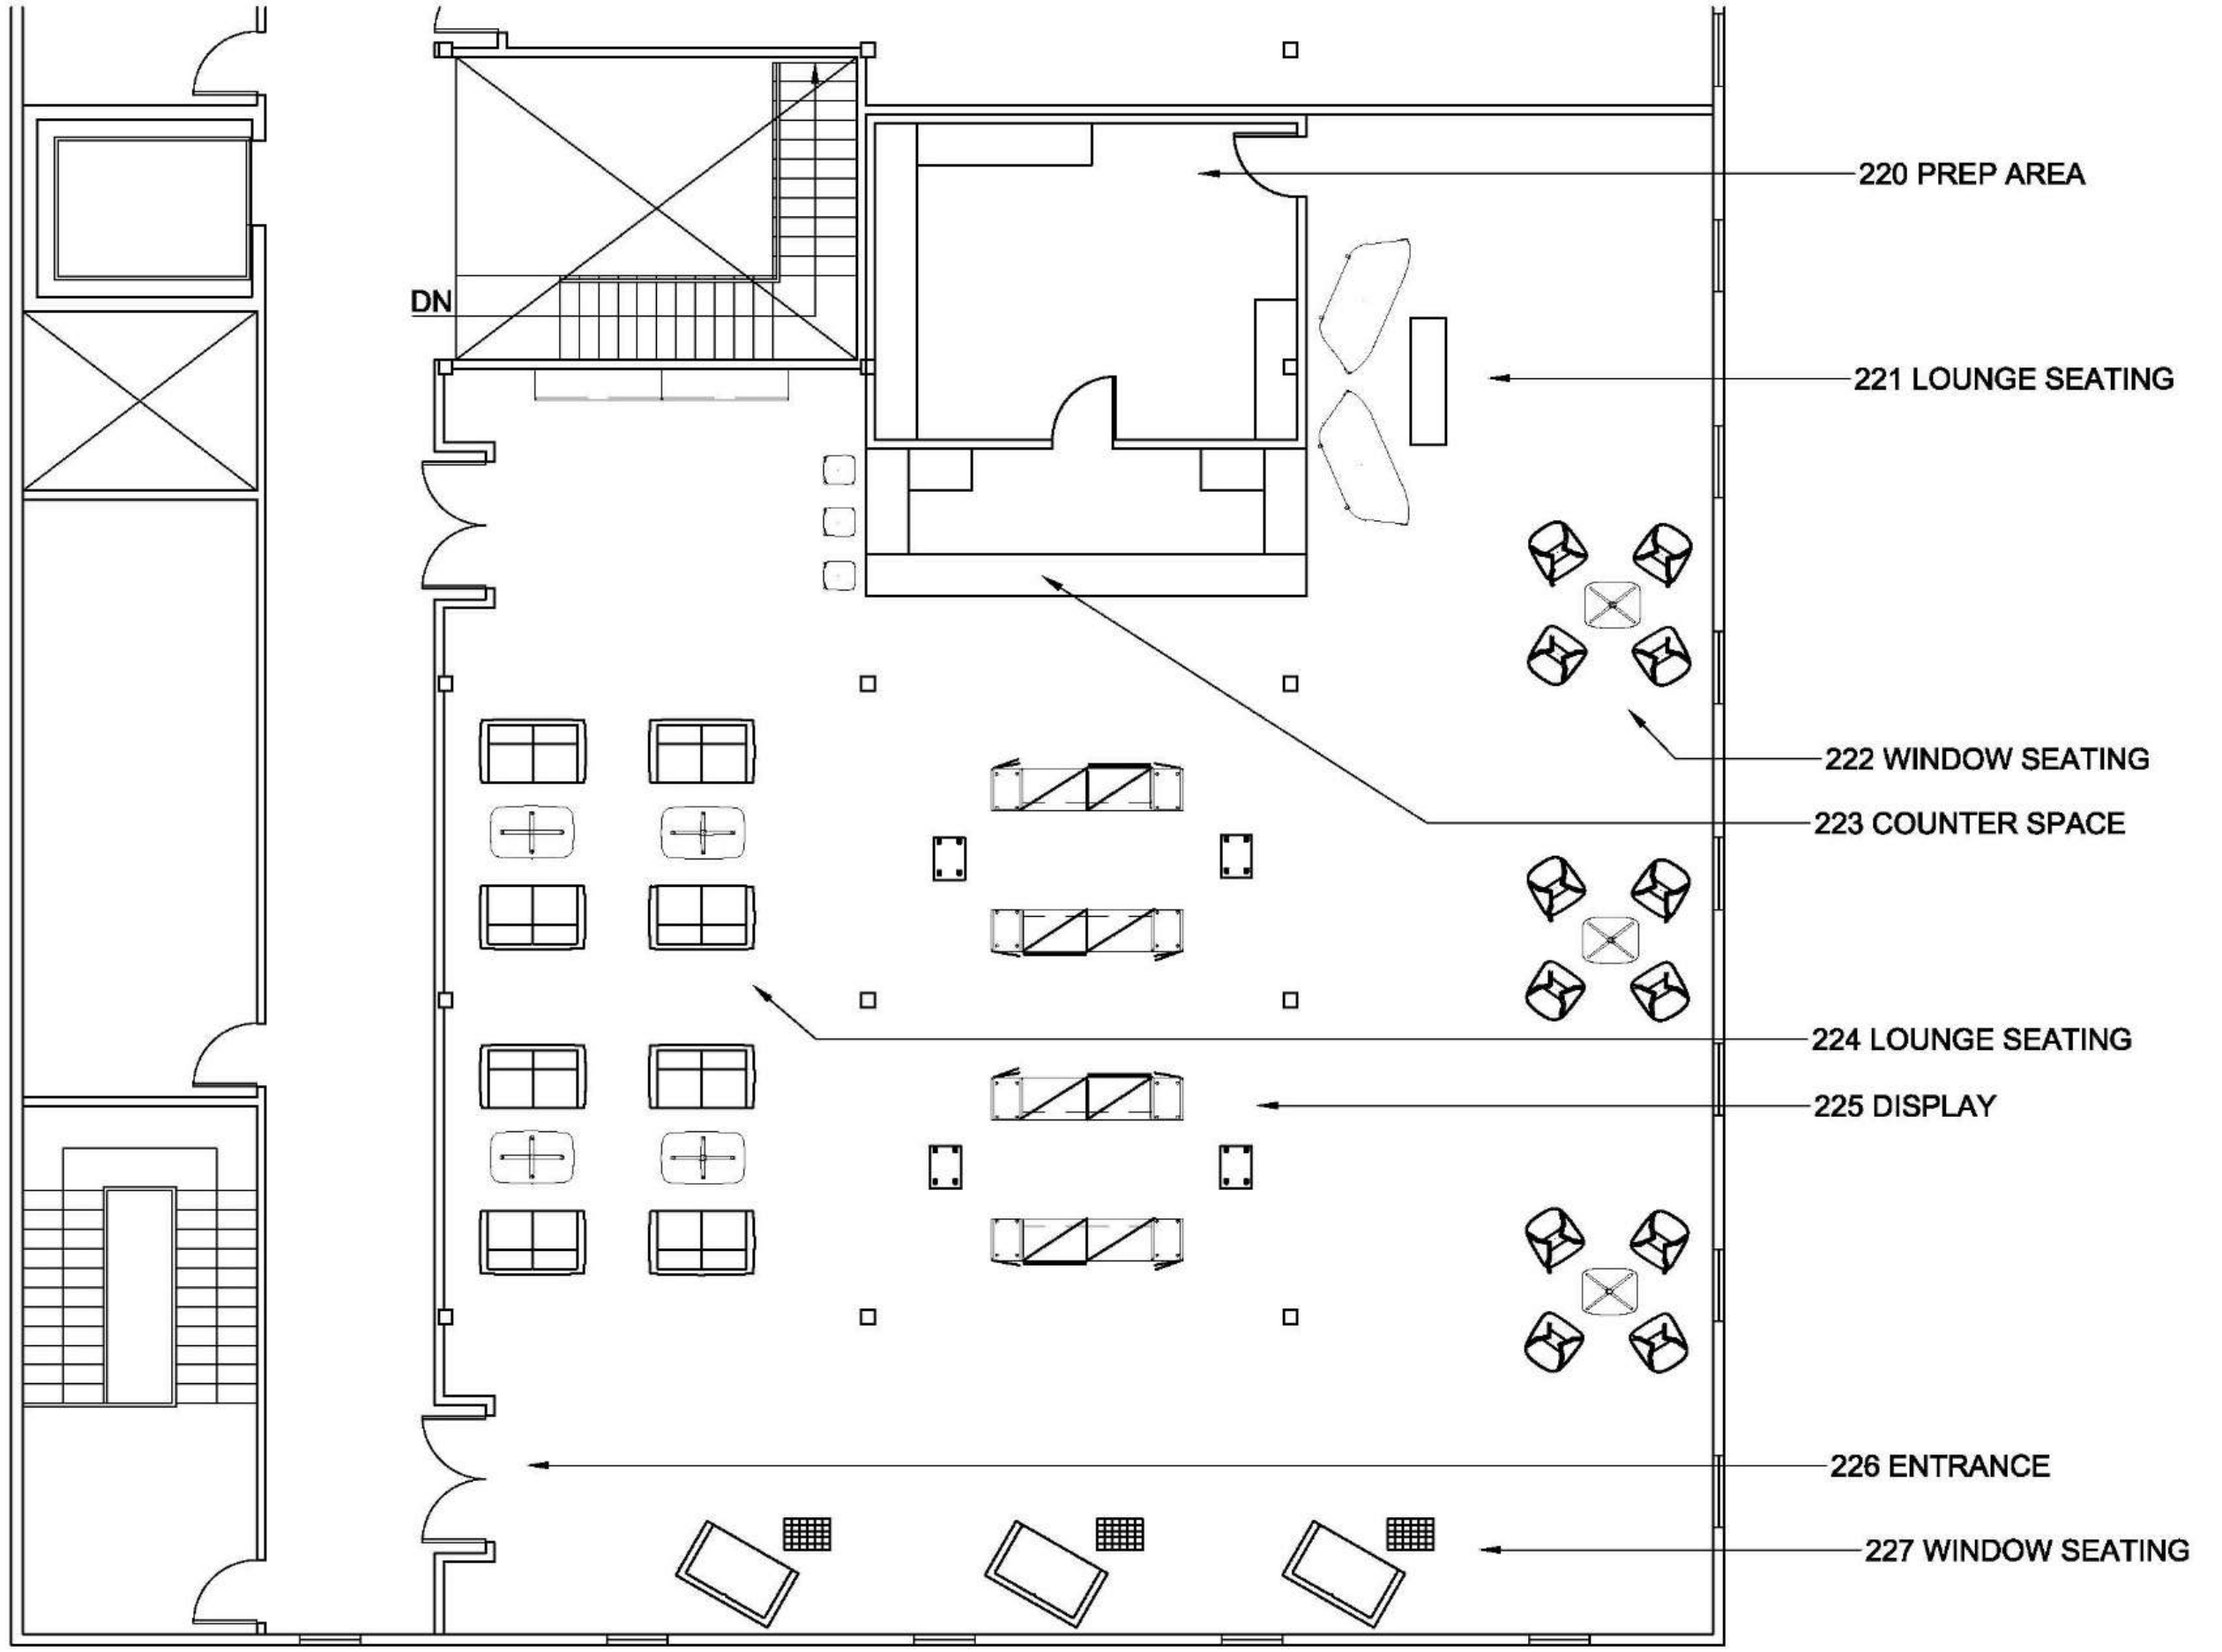 220 PREP AREA
DN
221 LOUNGE SEATING
222 WINDOW SEATING
223 COUNTER SPACE
224 LOUNGE SEATING
225 DISPLAY
226 ENTRANCE
227 WINDOW SEATING